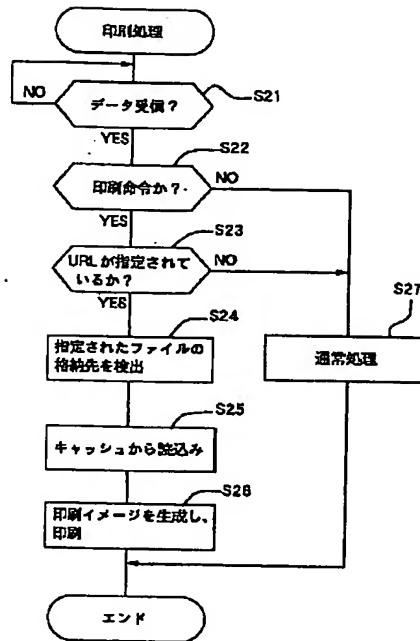 印刷処理
データ受信?
S21
NO
YES
S22
印刷命令か?
NO
YES
S23
URLが指定されて
いるか?
NO
YES
S24
S27
指定されたファイルの
格納先を検出
通常処理
S25
キャッシュから読込み
S26
印刷イメージを生成し、
印刷
エンド